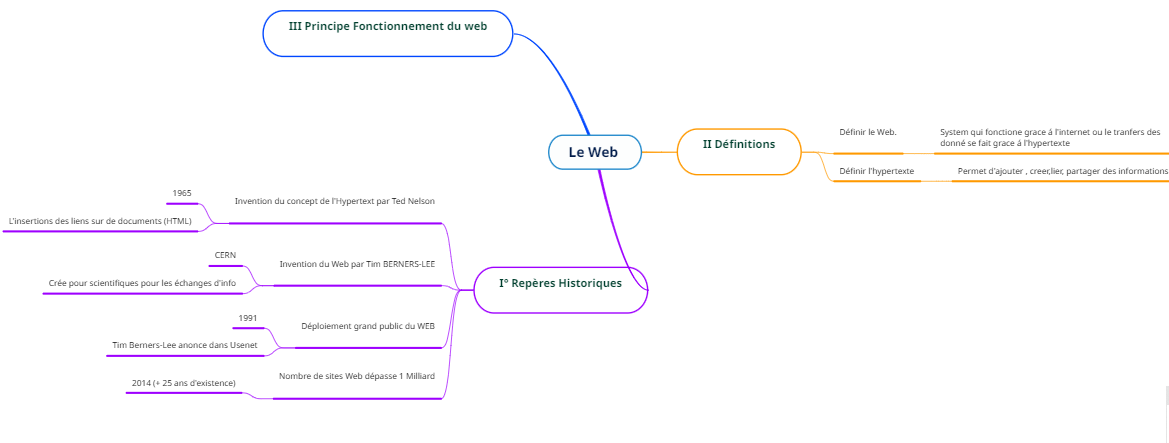 III Principe Fonctionnement du web
Le Web
II Définitions
Définir le Web.
System qui fonctione grace á l'internet ou le tranfers des
donné se fait grace á l'hypertexte
Définir l'hypertexte
Permet d'ajouter , creer,lier, partager des informations
I° Repères Historiques
Invention du concept de l'Hypertext par Ted Nelson
1965
L'insertions des liens sur de documents (HTML)
Invention du Web par Tim BERNERS-LEE
CERN
Crée pour scientifiques pour les échanges d'info
Déploiement grand public du WEB
1991
Tim Berners-Lee anonce dans Usenet
Nombre de sites Web dépasse 1 Milliard
2014 (+ 25 ans d'existence)